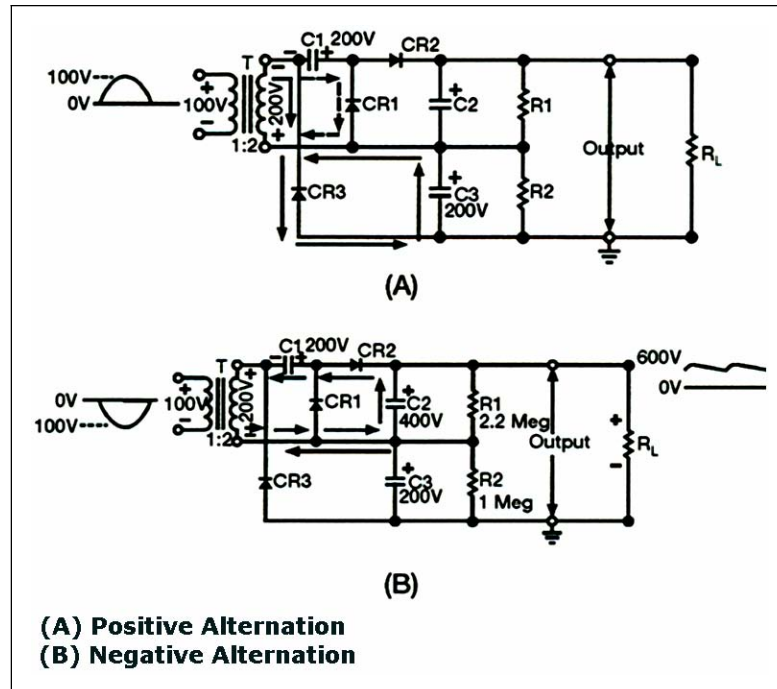 C1 200V
CR2
T
100V
0V
100V
200V
CR1
C2
R1
1:2
Output
R_L
CR3
C3
200V
R2
(A)
C1 200V
CR2
T
600V
0V
0V
100V
100V
200V
CR1
C2
400V
R1
2.2 Meg
1:2
Output
R_L
CR3
C3
200V
R2
1 Meg
(B)
(A) Positive Alternation
(B) Negative Alternation